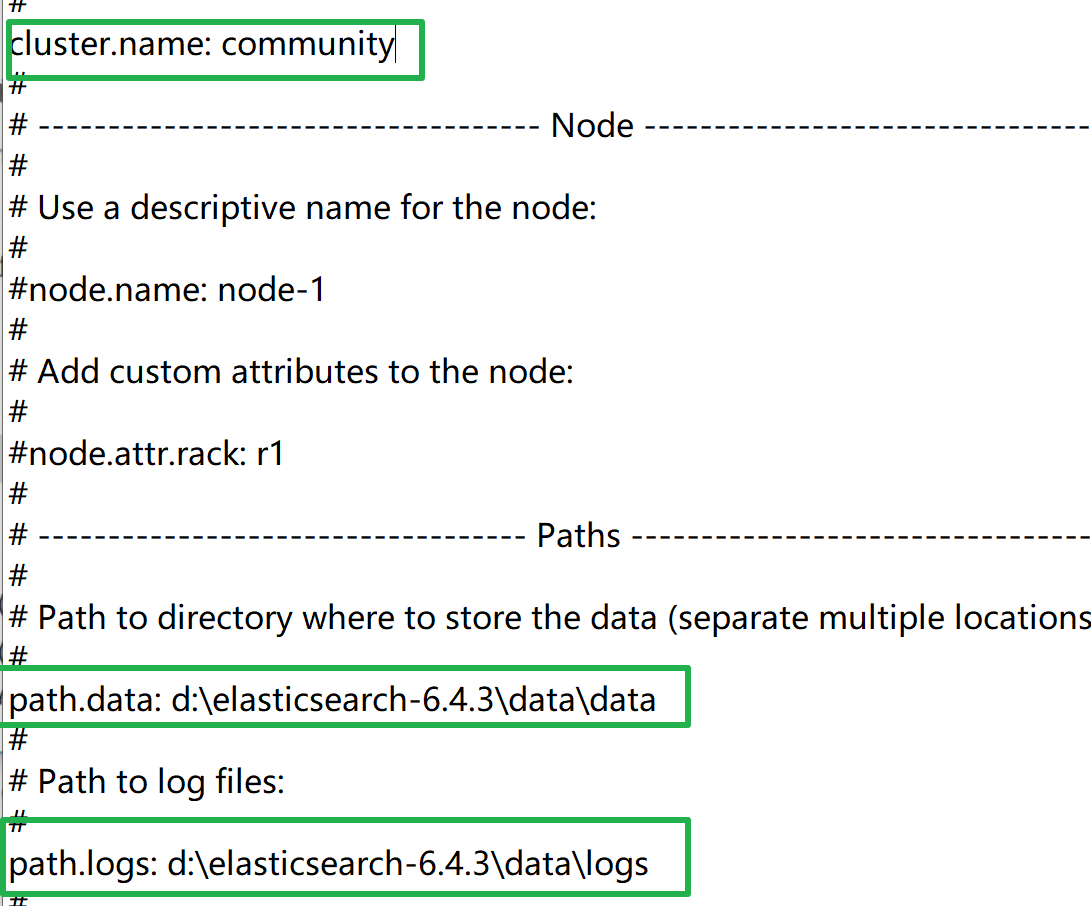 #
cluster.name: community
#
# ----------------------------------- Node --------------------------------
#
# Use a descriptive name for the node:
#
#node.name: node-1
#
# Add custom attributes to the node:
#
#node.attr.rack: r1
#
# ---------------------------------- Paths ---------------------------------
#
# Path to directory where to store the data (separate multiple locations
#
path.data: d:\elasticsearch-6.4.3\data\data
#
# Path to log files:
#
path.logs: d:\elasticsearch-6.4.3\data\logs
#